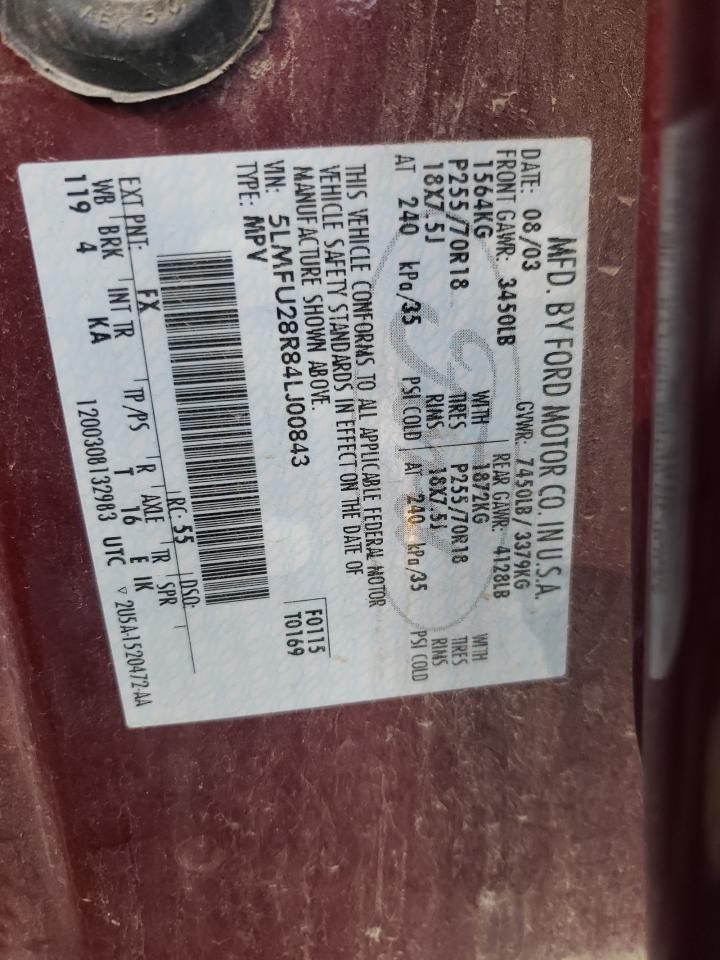 MFD. BY FORD MOTOR CO. IN U.S.A.
DATE: 08/03 GVWR: 7450LB/3379KG
FRONT GAWR: 3450LB REAR GAWR: 4128LB
1564KG WITH 1872KG WITH
P255/70R18 TIRES P255/70R18 TIRES
18X7.5J RIMS 18X7.5J RIMS
AT 240 kPa/35 PSI COLD AT 240 kPa/35 PSI COLD
THIS VEHICLE CONFORMS TO ALL APPLICABLE FEDERAL MOTOR
VEHICLE SAFETY STANDARDS IN EFFECT ON THE DATE OF
MANUFACTURE SHOWN ABOVE.
VIN: 5LMFU28R84LJ00843 F0115
TYPE: MPV T0169
EXT PNT: FX RC: 55 DSO:
WB BRK INT TR TP/PS R AXLE TR SPR
119 4 KA T 16 E IK
1200308132983 UTC ▽ 2U5A-1520472-AA